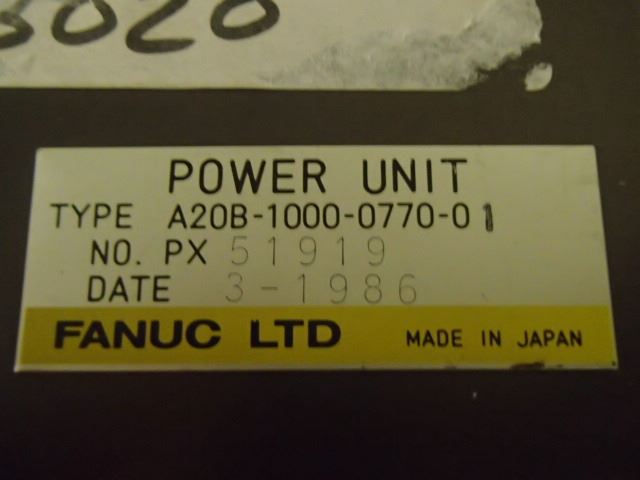 POWER UNIT
TYPE A20B-1000-0770-01
NO. PX 51919
DATE 3-1986
FANUC LTD MADE IN JAPAN